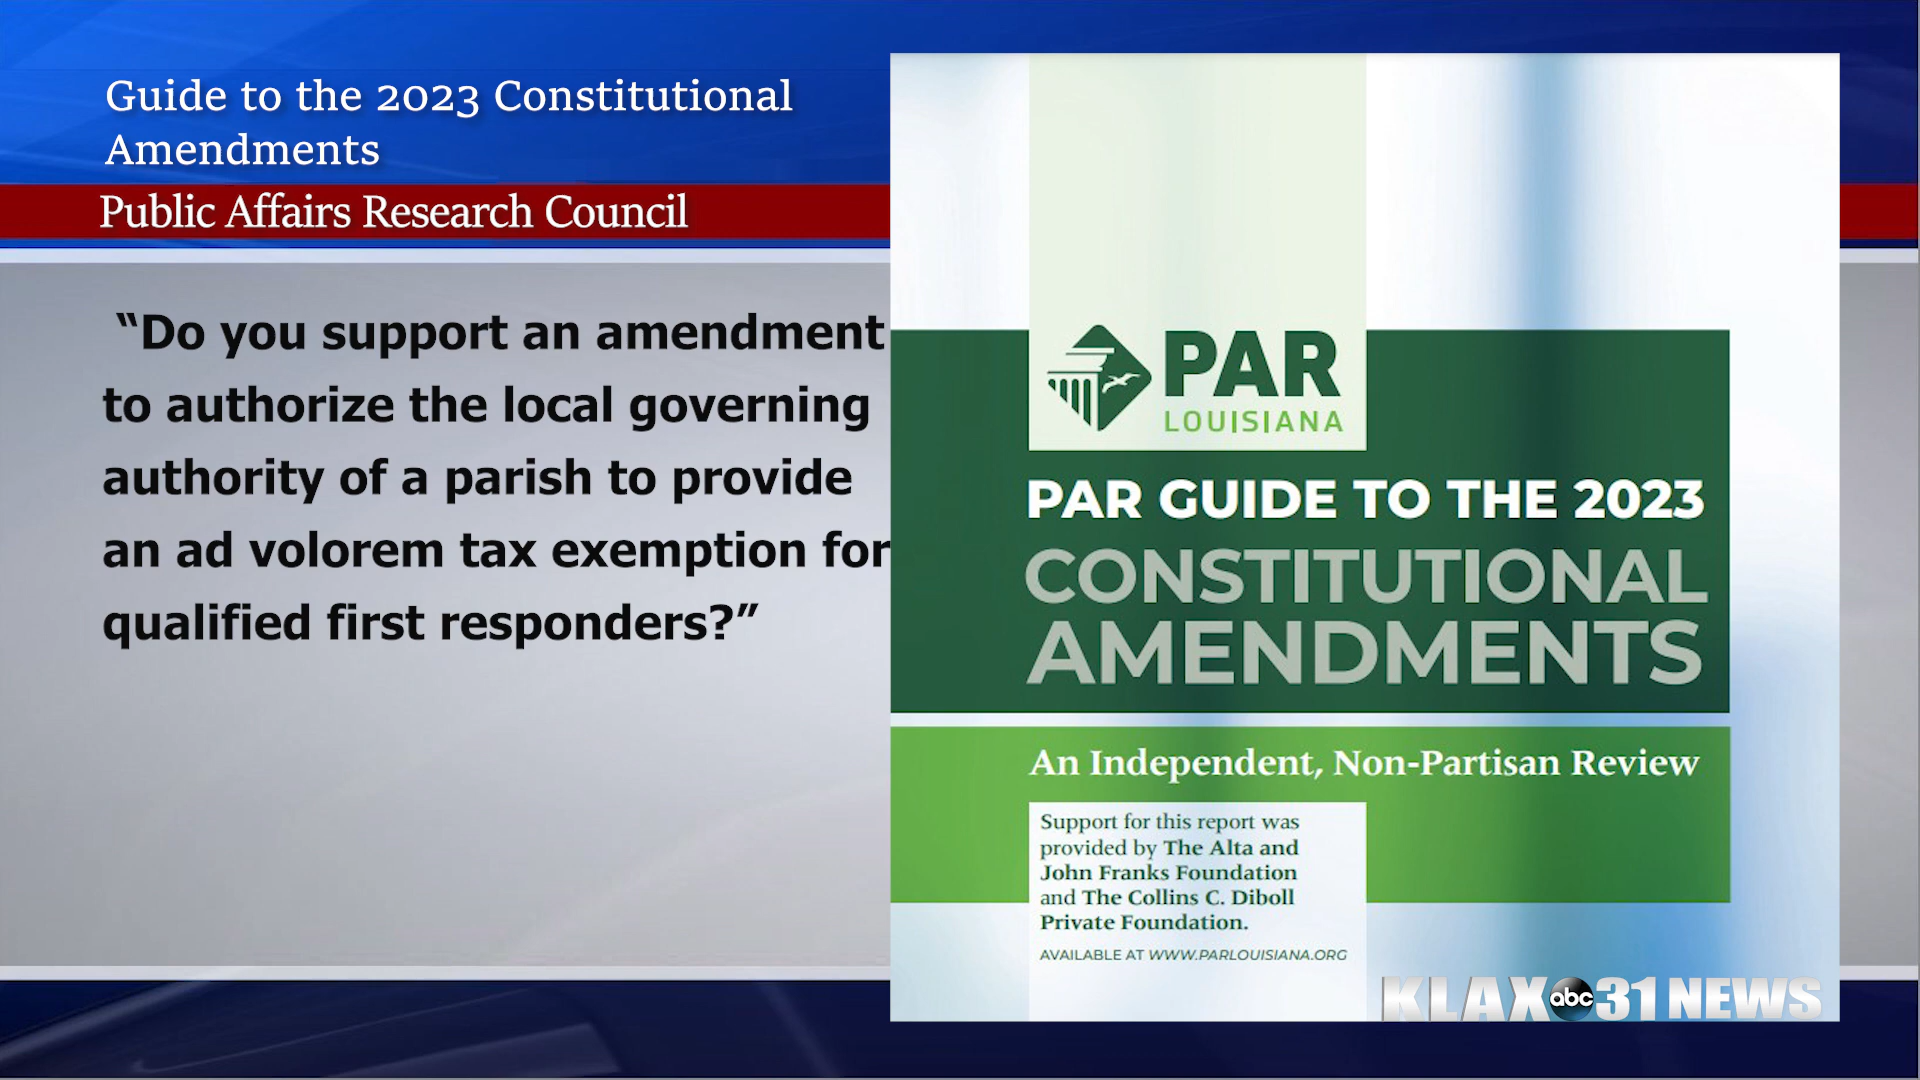 Guide to the 2023 Constitutional
Amendments
Public Affairs Research Council
“Do you support an amendment
to authorize the local governing
authority of a parish to provide
an ad volorem tax exemption for
qualified first responders?”
PAR
LOUISIANA
PAR GUIDE TO THE 2023
CONSTITUTIONAL
AMENDMENTS
An Independent, Non-Partisan Review
Support for this report was
provided by The Alta and
John Franks Foundation
and The Collins C. Diboll
Private Foundation.
AVAILABLE AT WWW.PARLOUISIANA.ORG
KLAX abc 31 NEWS